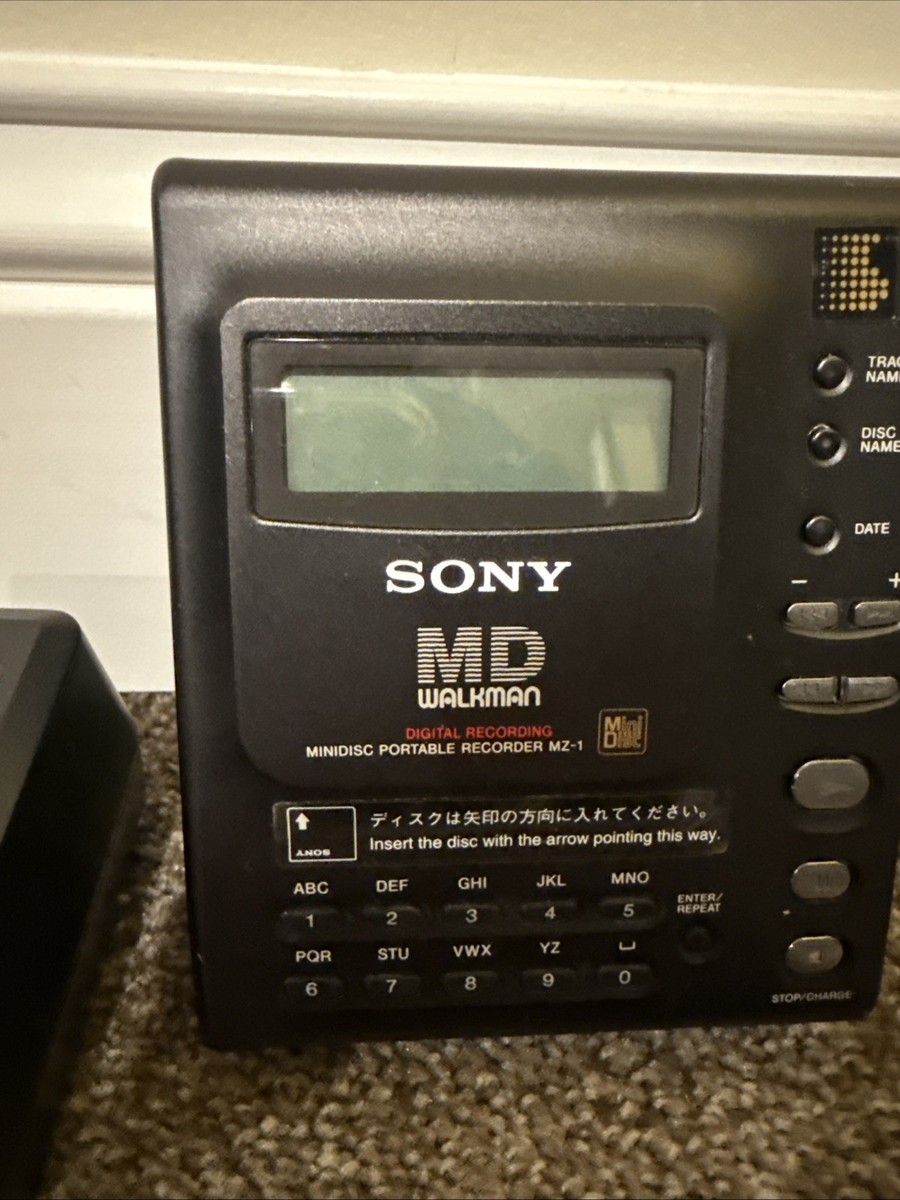 TRAC
NAM
DISC
NAME
DATE
− +
SONY
MD
WALKMAN
DIGITAL RECORDING
MINIDISC PORTABLE RECORDER MZ-1
ディスクは矢印の方向に入れてください。
Insert the disc with the arrow pointing this way.
SONY
ABC DEF GHI JKL MNO
1 2 3 4 5
ENTER/
REPEAT
PQR STU VWX YZ ⌴
6 7 8 9 0
STOP/CHARGE